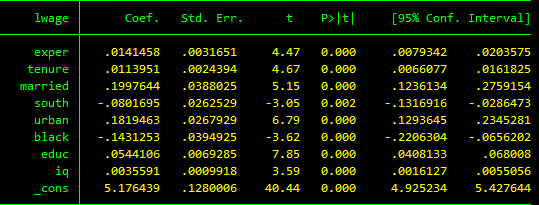 lwage Coef. Std. Err. t P>|t| [95% Conf. Interval]
exper .0141458 .0031651 4.47 0.000 .0079342 .0203575
tenure .0113951 .0024394 4.67 0.000 .0066077 .0161825
married .1997644 .0388025 5.15 0.000 .1236134 .2759154
south -.0801695 .0262529 -3.05 0.002 -.1316916 -.0286473
urban .1819463 .0267929 6.79 0.000 .1293645 .2345281
black -.1431253 .0394925 -3.62 0.000 -.2206304 -.0656202
educ .0544106 .0069285 7.85 0.000 .0408133 .068008
iq .0035591 .0009918 3.59 0.000 .0016127 .0055056
_cons 5.176439 .1280006 40.44 0.000 4.925234 5.427644